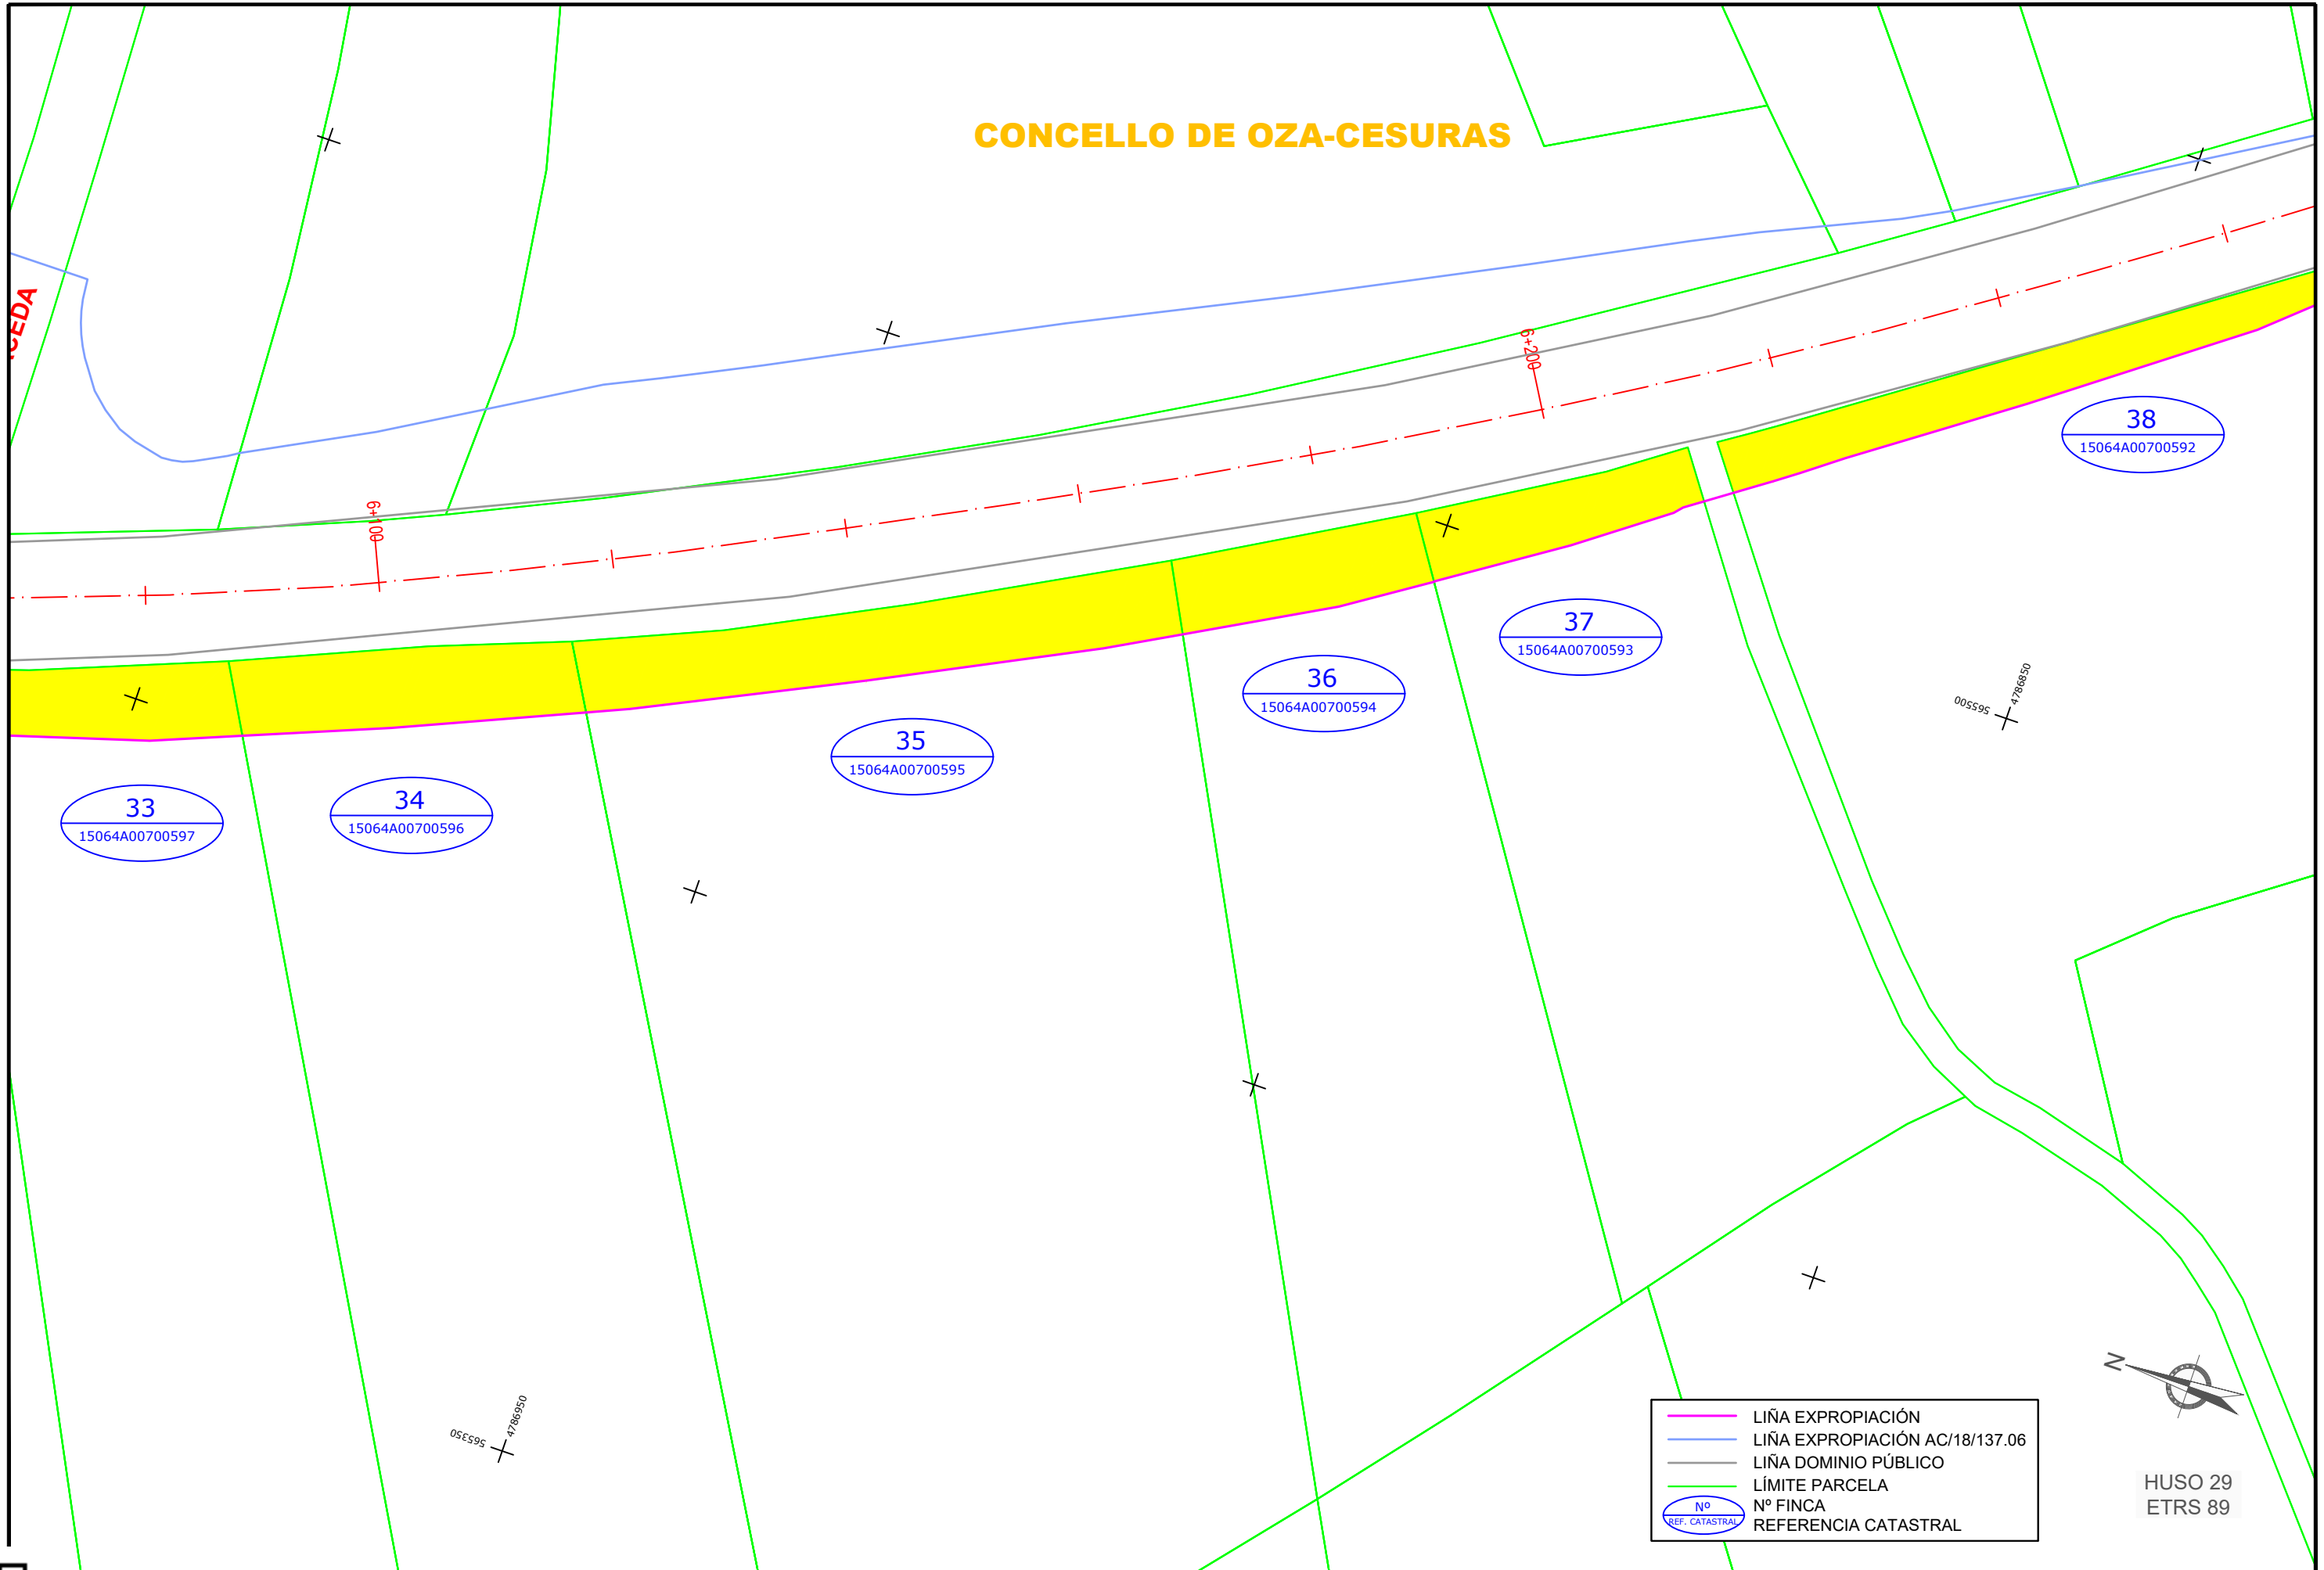 CONCELLO DE OZA-CESURAS
6+200
6+100
38
15064A00700592
37
15064A00700593
36
15064A00700594
35
15064A00700595
34
15064A00700596
33
15064A00700597
565500
4786850
565350
4786950
N
LIÑA EXPROPIACIÓN
LIÑA EXPROPIACIÓN AC/18/137.06
LIÑA DOMINIO PÚBLICO
LÍMITE PARCELA
Nº
REF. CATASTRAL
Nº FINCA
REFERENCIA CATASTRAL
HUSO 29
ETRS 89